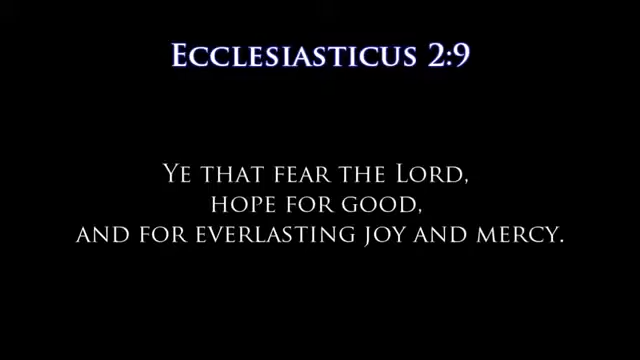 Ecclesiasticus 2:9
Ye that fear the Lord,
hope for good,
and for everlasting joy and mercy.